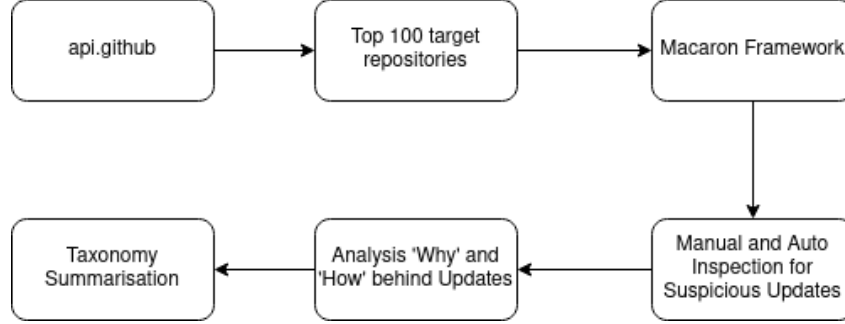 api.github
Top 100 target
repositories
Macaron Framework
Manual and Auto
Inspection for
Suspicious Updates
Analysis 'Why' and
'How' behind Updates
Taxonomy
Summarisation